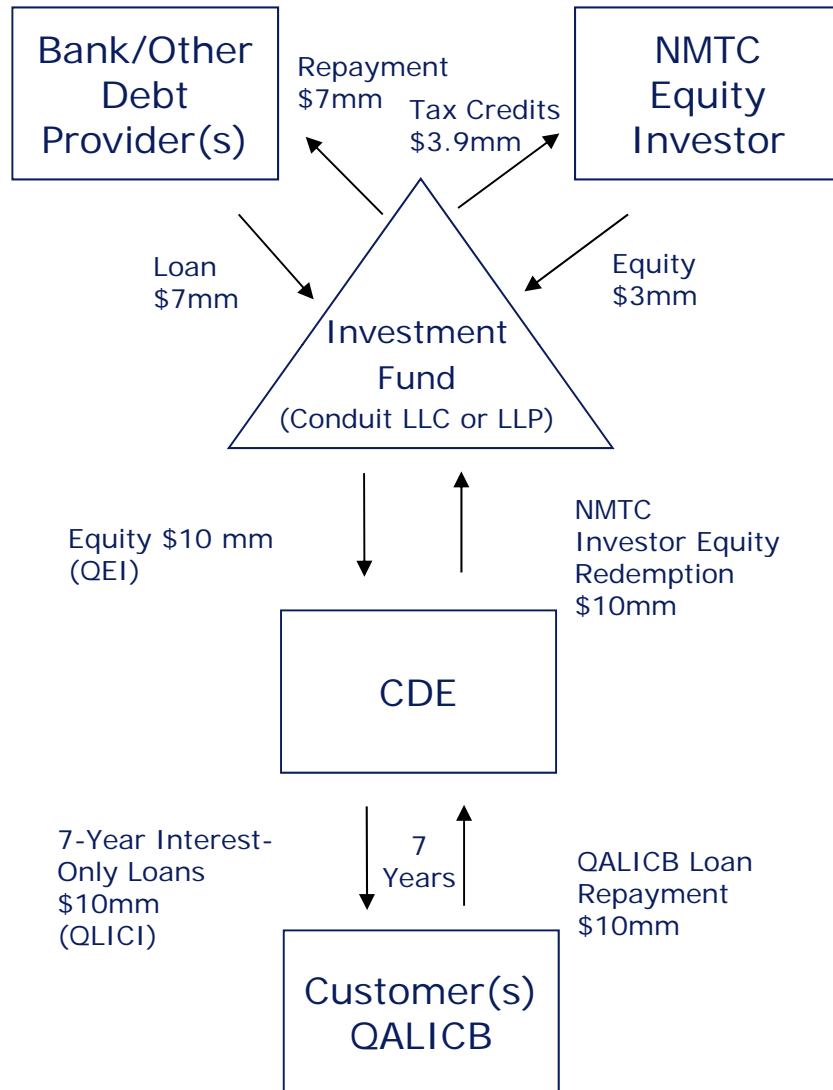 Bank/Other
Debt
Provider(s)
Repayment
$7mm
Tax Credits
$3.9mm
NMTC
Equity
Investor
Loan
$7mm
Equity
$3mm
Investment
Fund
(Conduit LLC or LLP)
Equity $10 mm
(QEI)
NMTC
Investor Equity
Redemption
$10mm
CDE
7-Year Interest-
Only Loans
$10mm
(QLICI)
7
Years
QALICB Loan
Repayment
$10mm
Customer(s)
QALICB